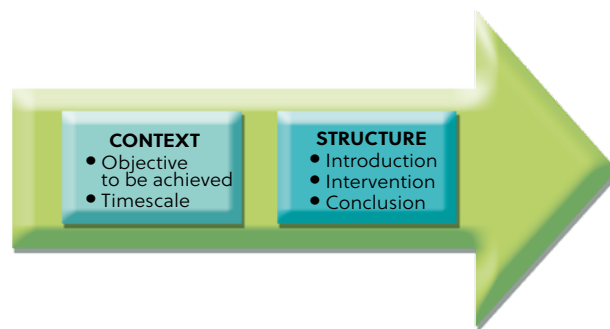 CONTEXT
• Objective
to be achieved
• Timescale
STRUCTURE
• Introduction
• Intervention
• Conclusion